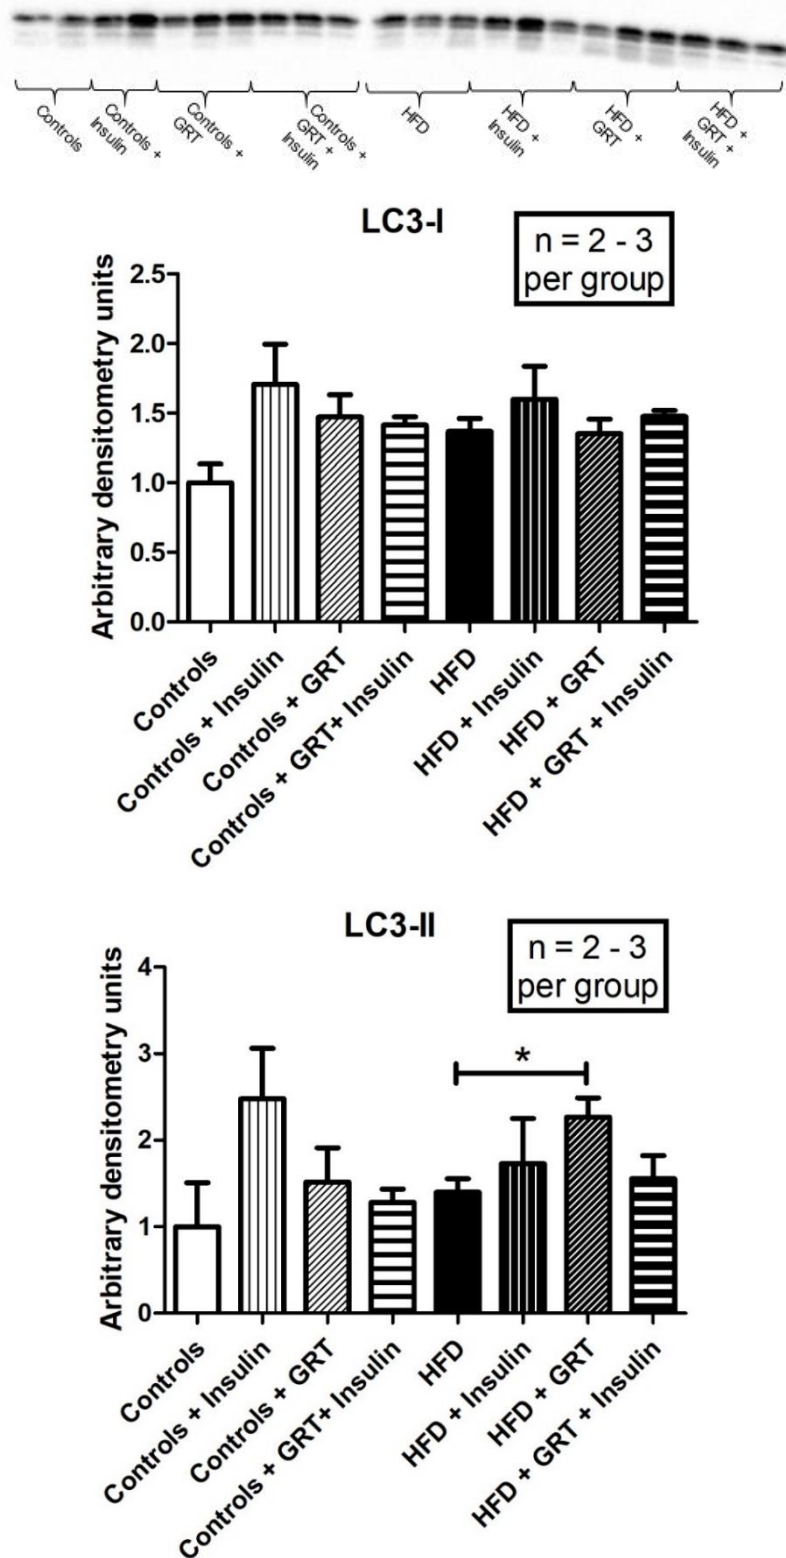 Controls
Controls +
Insulin
Controls +
GRT
Controls +
GRT +
Insulin
HFD
HFD +
Insulin
HFD +
GRT
HFD +
GRT +
Insulin
LC3-I
n = 2 - 3
per group
Arbitrary densitometry units
2.5
2.0
1.5
1.0
0.5
0.0
Controls
Controls + Insulin
Controls + GRT
Controls + GRT+ Insulin
HFD
HFD + Insulin
HFD + GRT
HFD + GRT + Insulin
LC3-II
n = 2 - 3
per group
Arbitrary densitometry units
4
3
2
1
0
*
Controls
Controls + Insulin
Controls + GRT
Controls + GRT+ Insulin
HFD
HFD + Insulin
HFD + GRT
HFD + GRT + Insulin